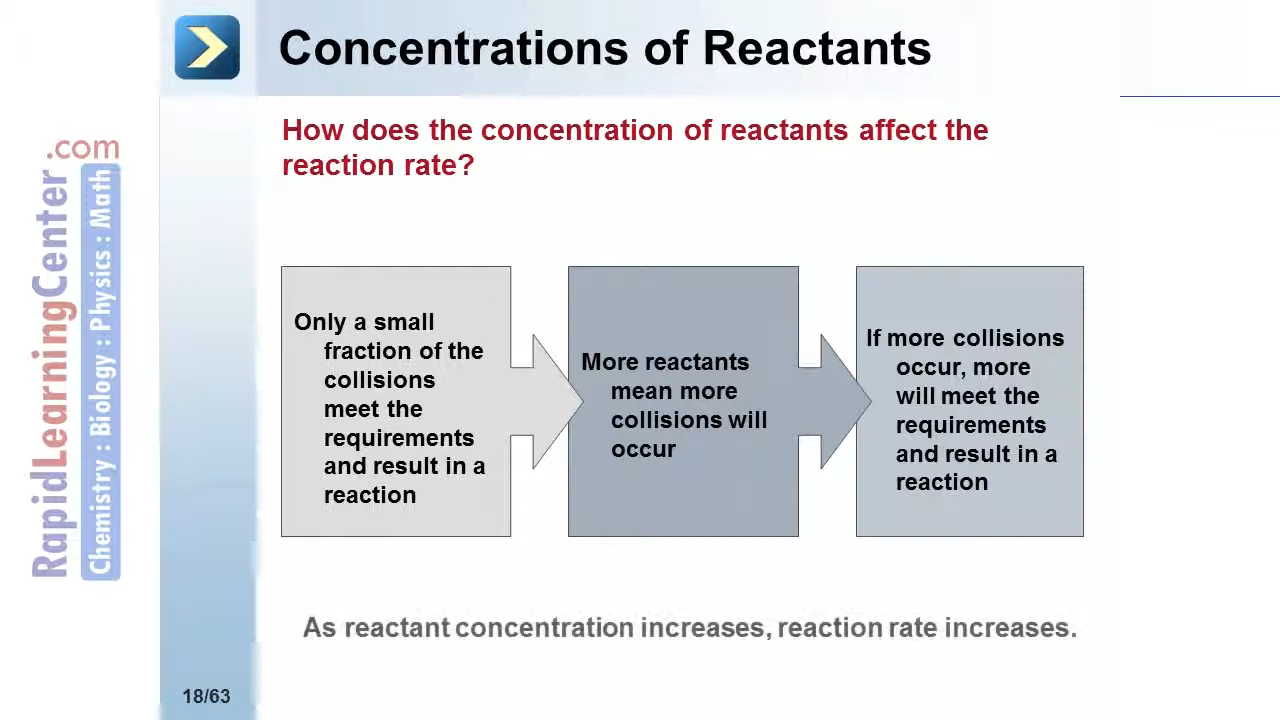 Concentrations of Reactants
How does the concentration of reactants affect the
reaction rate?
Only a small
fraction of the
collisions
meet the
requirements
and result in a
reaction
More reactants
mean more
collisions will
occur
If more collisions
occur, more
will meet the
requirements
and result in a
reaction
As reactant concentration increases, reaction rate increases.
18/63
RapidLearningCenter.com
Chemistry : Biology : Physics : Math